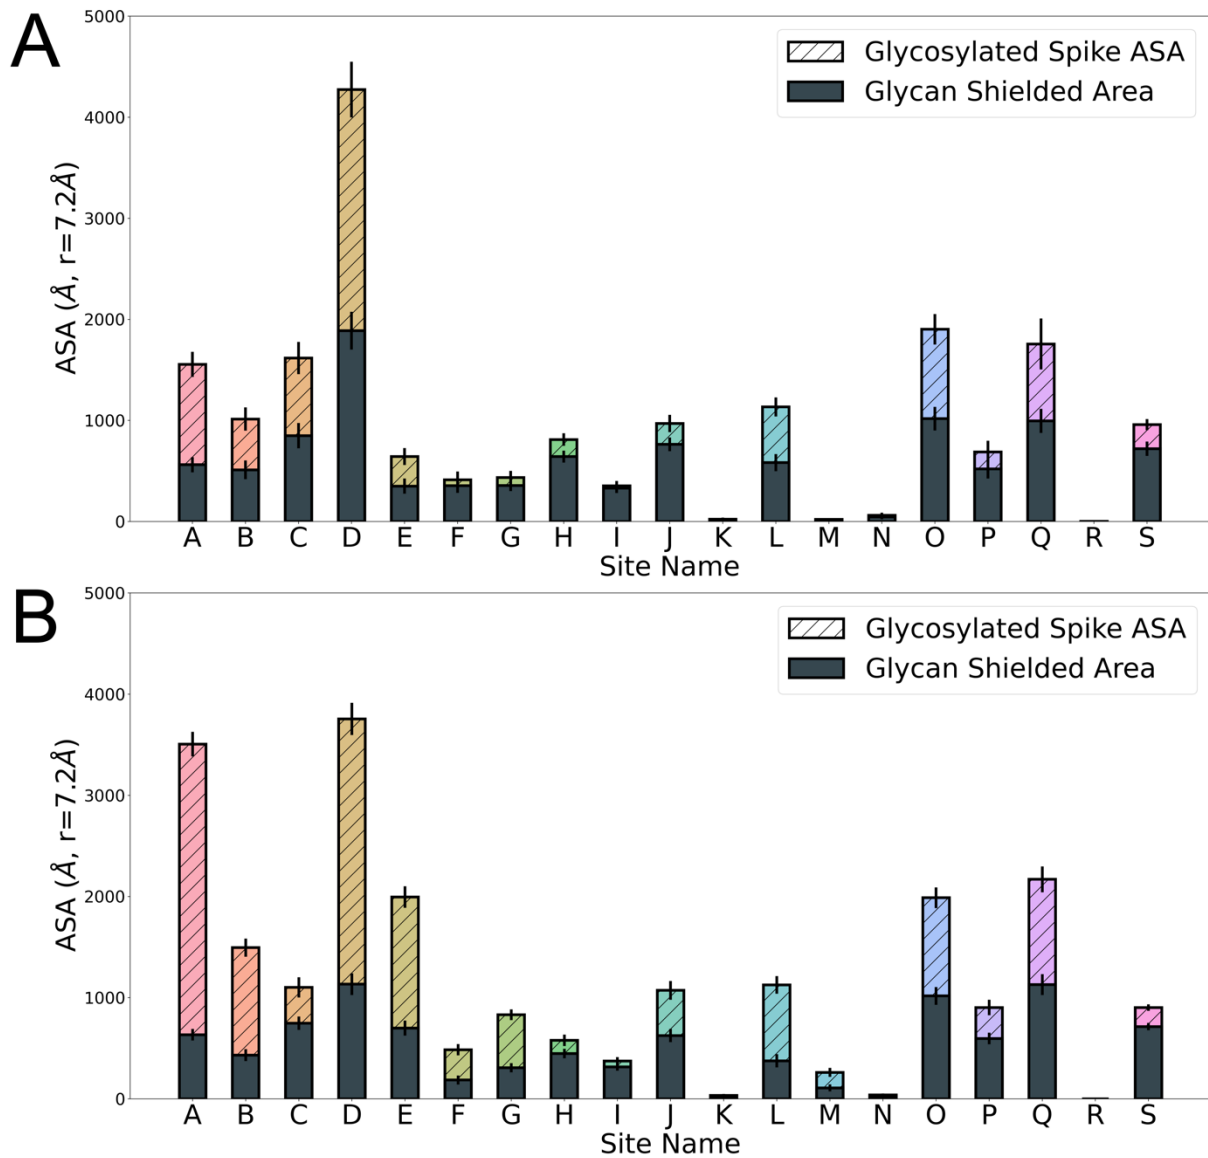 A
5000
4000
3000
2000
1000
0
ASA (Å, r=7.2Å)
Glycosylated Spike ASA
Glycan Shielded Area
A B C D E F G H I J K L M N O P Q R S
Site Name
B
5000
4000
3000
2000
1000
0
ASA (Å, r=7.2Å)
Glycosylated Spike ASA
Glycan Shielded Area
A B C D E F G H I J K L M N O P Q R S
Site Name